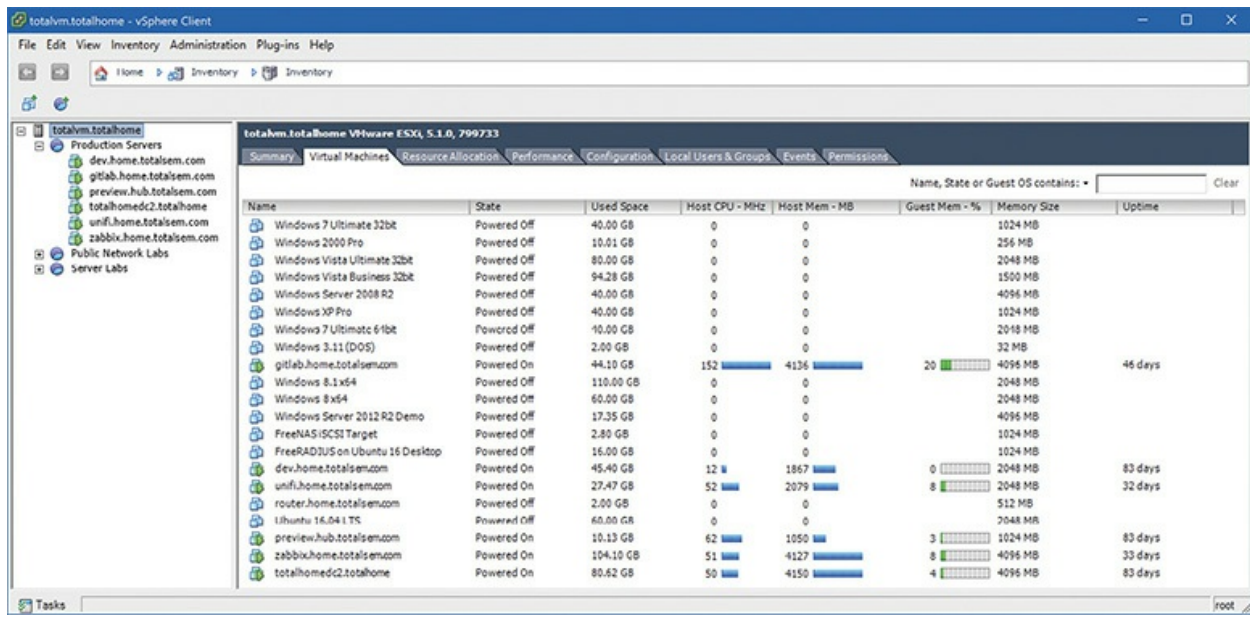 totalvm.totalhome - vSphere Client
File Edit View Inventory Administration Plug-ins Help
Home Inventory Inventory
totalvm.totalhome
Production Servers
dev.home.totalsem.com
gitlab.home.totalsem.com
preview.hub.totalsem.com
totalhomedc2.totalhome
unifi.home.totalsem.com
zabbix.home.totalsem.com
Public Network Labs
Server Labs
totalvm.totalhome VMware ESXi, 5.1.0, 799733
Summary Virtual Machines Resource Allocation Performance Configuration Local Users & Groups Events Permissions
Name, State or Guest OS contains: Clear
Name State Used Space Host CPU - MHz Host Mem - MB Guest Mem - % Memory Size Uptime
Windows 7 Ultimate 32bit Powered Off 40.00 GB 0 0 1024 MB
Windows 2000 Pro Powered Off 10.01 GB 0 0 256 MB
Windows Vista Ultimate 32bit Powered Off 80.00 GB 0 0 2048 MB
Windows Vista Business 32bit Powered Off 94.28 GB 0 0 1500 MB
Windows Server 2008 R2 Powered Off 40.00 GB 0 0 4096 MB
Windows XP Pro Powered Off 40.00 GB 0 0 1024 MB
Windows 7 Ultimate 64bit Powered Off 40.00 GB 0 0 2048 MB
Windows 3.11 (DOS) Powered Off 2.00 GB 0 0 32 MB
gitlab.home.totalsem.com Powered On 44.10 GB 152 4136 20 4096 MB 46 days
Windows 8.1 x64 Powered Off 110.00 GB 0 0 2048 MB
Windows 8 x64 Powered Off 60.00 GB 0 0 2048 MB
Windows Server 2012 R2 Demo Powered Off 17.35 GB 0 0 4096 MB
FreeNAS iSCSI Target Powered Off 2.80 GB 0 0 1024 MB
FreeRADIUS on Ubuntu 16 Desktop Powered Off 16.00 GB 0 0 1024 MB
dev.home.totalsem.com Powered On 45.40 GB 12 1867 0 2048 MB 83 days
unifi.home.totalsem.com Powered On 27.47 GB 52 2079 8 2048 MB 32 days
router.home.totalsem.com Powered Off 2.00 GB 0 0 512 MB
Ubuntu 16.04 LTS Powered Off 60.00 GB 0 0 2048 MB
preview.hub.totalsem.com Powered On 10.13 GB 62 1050 3 1024 MB 83 days
zabbix.home.totalsem.com Powered On 104.10 GB 51 4127 8 4096 MB 33 days
totalhomedc2.totalhome Powered On 80.62 GB 50 4150 4 4096 MB 83 days
Tasks root